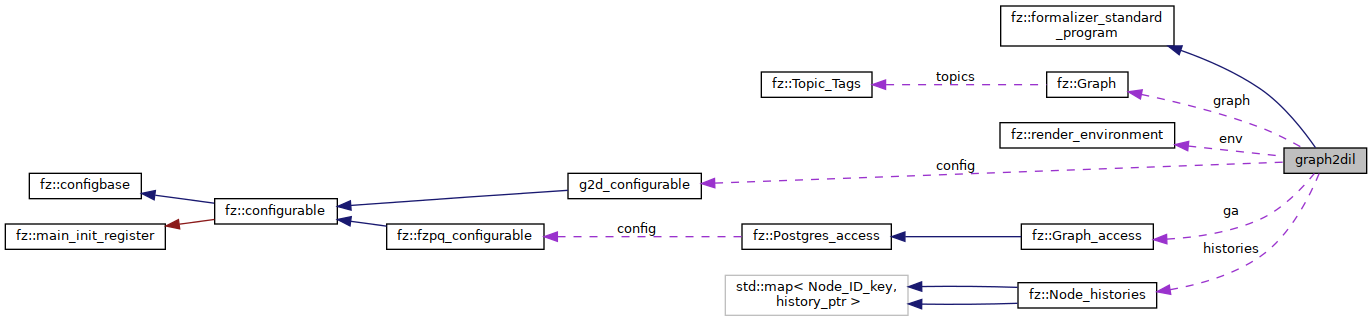 fz::formalizer_standard
_program
fz::Topic_Tags
topics
fz::Graph
graph
fz::render_environment
env
graph2dil
config
g2d_configurable
fz::configbase
fz::configurable
fz::main_init_register
fz::fzpq_configurable
config
fz::Postgres_access
fz::Graph_access
ga
histories
std::map< Node_ID_key,
history_ptr >
fz::Node_histories